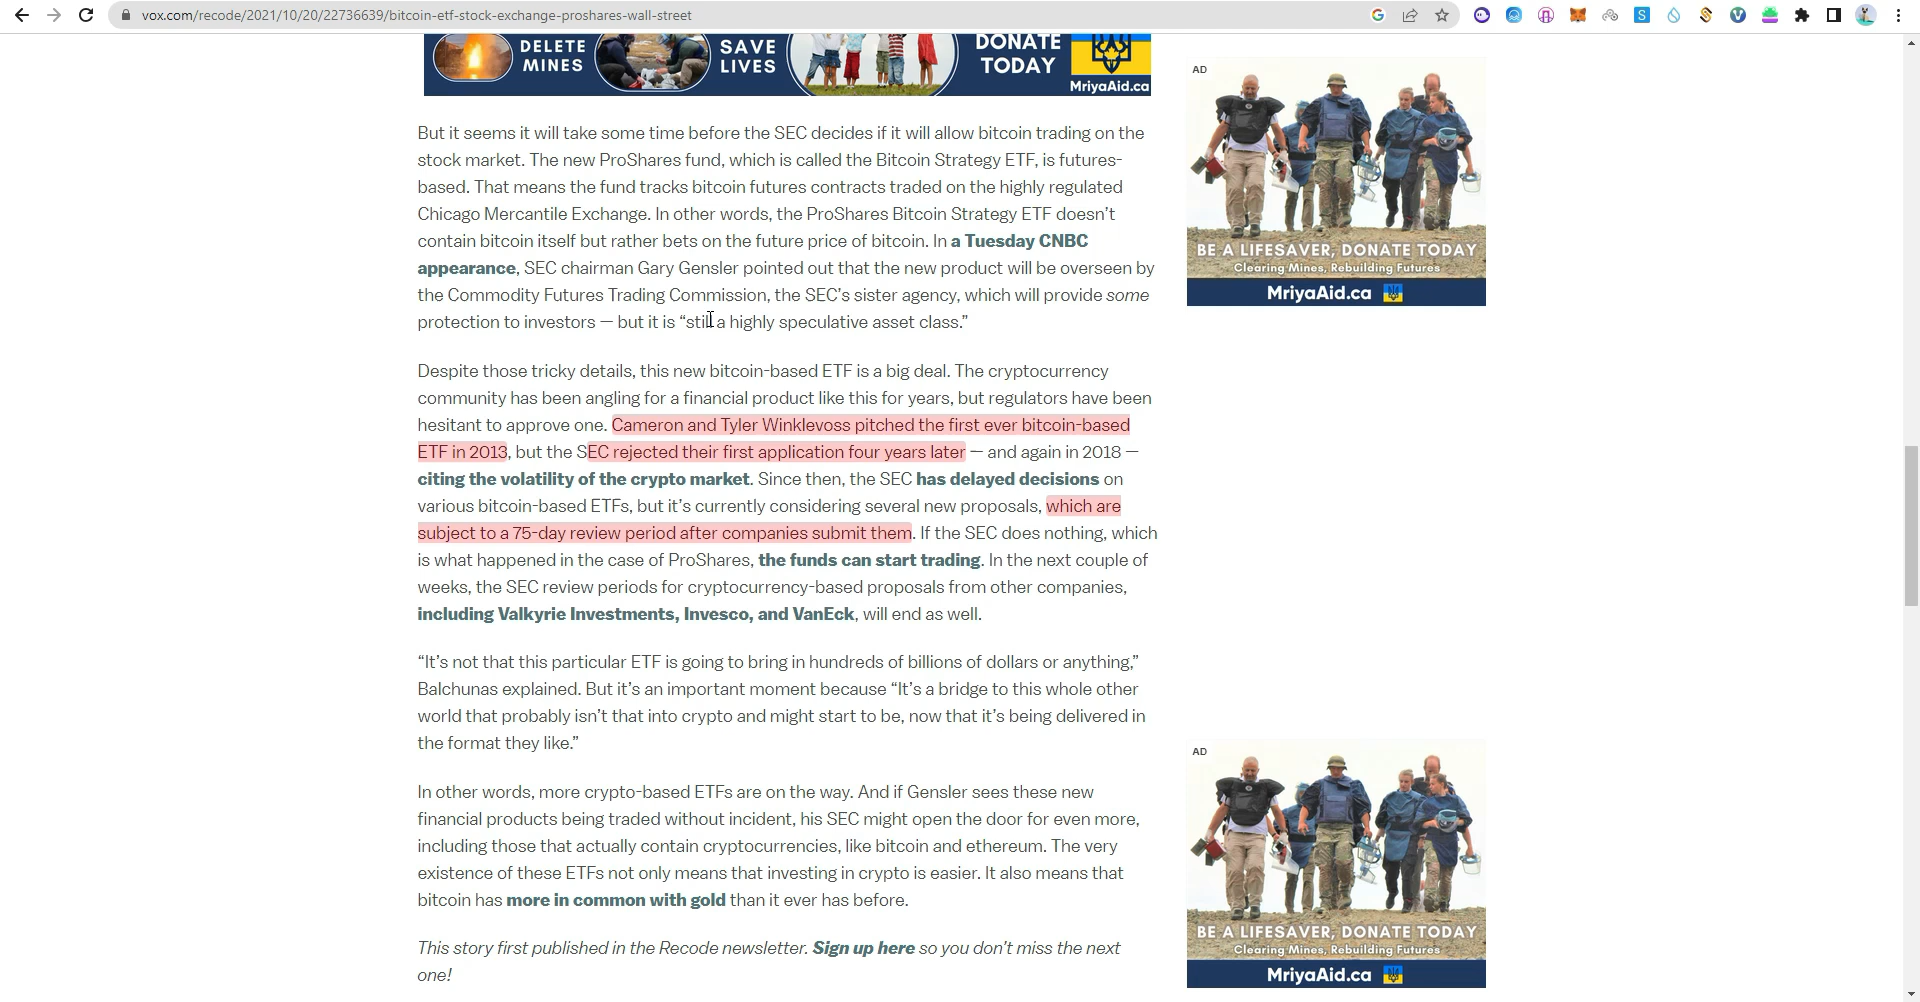 vox.com/recode/2021/10/20/22736639/bitcoin-etf-stock-exchange-proshares-wall-street
DELETE MINES
SAVE LIVES
DONATE TODAY
MriyaAid.ca
But it seems it will take some time before the SEC decides if it will allow bitcoin trading on the
stock market. The new ProShares fund, which is called the Bitcoin Strategy ETF, is futures-
based. That means the fund tracks bitcoin futures contracts traded on the highly regulated
Chicago Mercantile Exchange. In other words, the ProShares Bitcoin Strategy ETF doesn’t
contain bitcoin itself but rather bets on the future price of bitcoin. In a Tuesday CNBC
appearance, SEC chairman Gary Gensler pointed out that the new product will be overseen by
the Commodity Futures Trading Commission, the SEC’s sister agency, which will provide some
protection to investors — but it is “still a highly speculative asset class.”
Despite those tricky details, this new bitcoin-based ETF is a big deal. The cryptocurrency
community has been angling for a financial product like this for years, but regulators have been
hesitant to approve one. Cameron and Tyler Winklevoss pitched the first ever bitcoin-based
ETF in 2013, but the SEC rejected their first application four years later — and again in 2018 —
citing the volatility of the crypto market. Since then, the SEC has delayed decisions on
various bitcoin-based ETFs, but it’s currently considering several new proposals, which are
subject to a 75-day review period after companies submit them. If the SEC does nothing, which
is what happened in the case of ProShares, the funds can start trading. In the next couple of
weeks, the SEC review periods for cryptocurrency-based proposals from other companies,
including Valkyrie Investments, Invesco, and VanEck, will end as well.
“It’s not that this particular ETF is going to bring in hundreds of billions of dollars or anything,”
Balchunas explained. But it’s an important moment because “It’s a bridge to this whole other
world that probably isn’t that into crypto and might start to be, now that it’s being delivered in
the format they like.”
In other words, more crypto-based ETFs are on the way. And if Gensler sees these new
financial products being traded without incident, his SEC might open the door for even more,
including those that actually contain cryptocurrencies, like bitcoin and ethereum. The very
existence of these ETFs not only means that investing in crypto is easier. It also means that
bitcoin has more in common with gold than it ever has before.
This story first published in the Recode newsletter. Sign up here so you don’t miss the next
one!
AD
BE A LIFESAVER, DONATE TODAY
Clearing Mines, Rebuilding Futures
MriyaAid.ca
AD
BE A LIFESAVER, DONATE TODAY
Clearing Mines, Rebuilding Futures
MriyaAid.ca